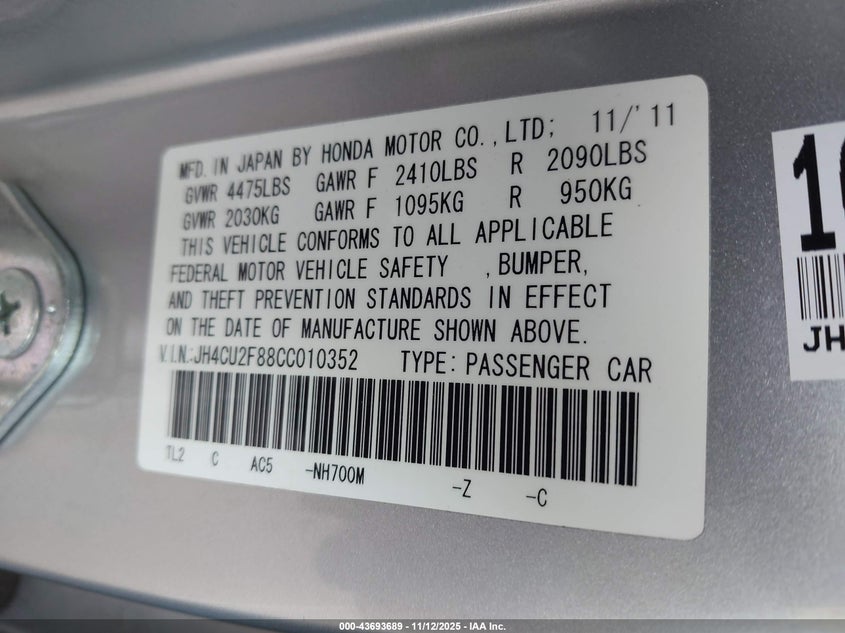 MFD. IN JAPAN BY HONDA MOTOR CO., LTD; 11/'11
GVWR 4475LBS GAWR F 2410LBS R 2090LBS
GVWR 2030KG GAWR F 1095KG R 950KG
THIS VEHICLE CONFORMS TO ALL APPLICABLE
FEDERAL MOTOR VEHICLE SAFETY , BUMPER,
AND THEFT PREVENTION STANDARDS IN EFFECT
ON THE DATE OF MANUFACTURE SHOWN ABOVE.
V.I.N.:JH4CU2F88CC010352 TYPE: PASSENGER CAR
TL2 C AC5 -NH700M -Z -C
JH
000-43693689 - 11/12/2025 - IAA Inc.